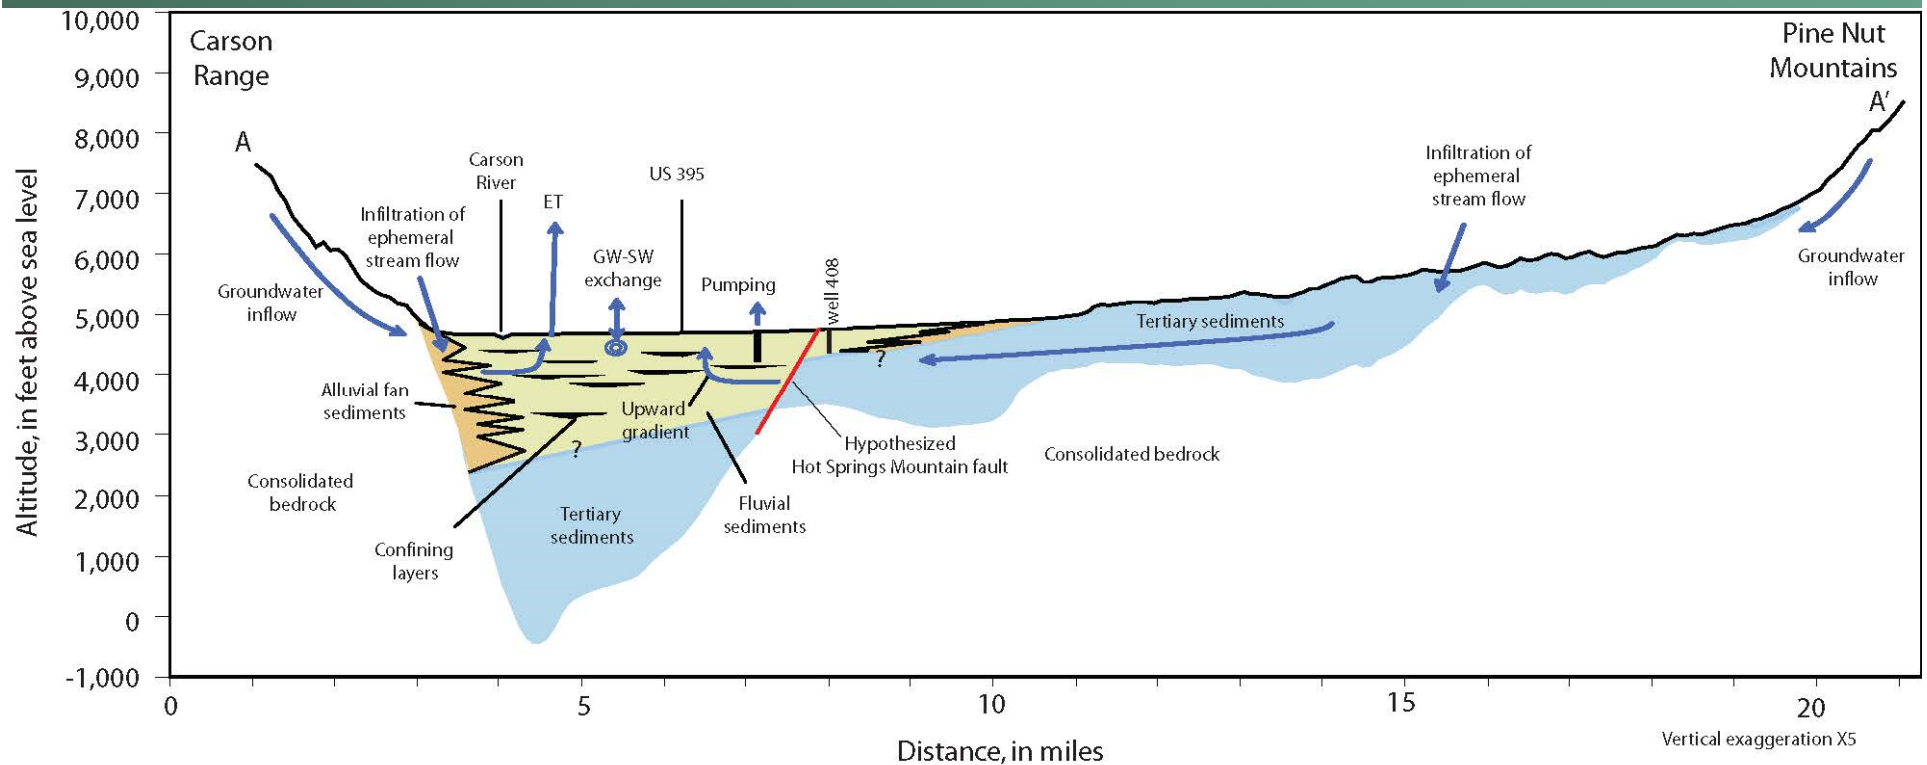 10,000
9,000
8,000
7,000
6,000
5,000
4,000
3,000
2,000
1,000
0
-1,000
Altitude, in feet above sea level
Carson
Range
Pine Nut
Mountains
A
A'
Carson
River
US 395
ET
Infiltration of
ephemeral
stream flow
GW-SW
exchange
Pumping
well 408
Infiltration of
ephemeral
stream flow
Groundwater
inflow
Groundwater
inflow
Tertiary sediments
?
Alluvial fan
sediments
Upward
gradient
?
Hypothesized
Hot Springs Mountain fault
Consolidated bedrock
Consolidated
bedrock
Tertiary
sediments
Fluvial
sediments
Confining
layers
0
5
10
15
20
Distance, in miles
Vertical exaggeration X5